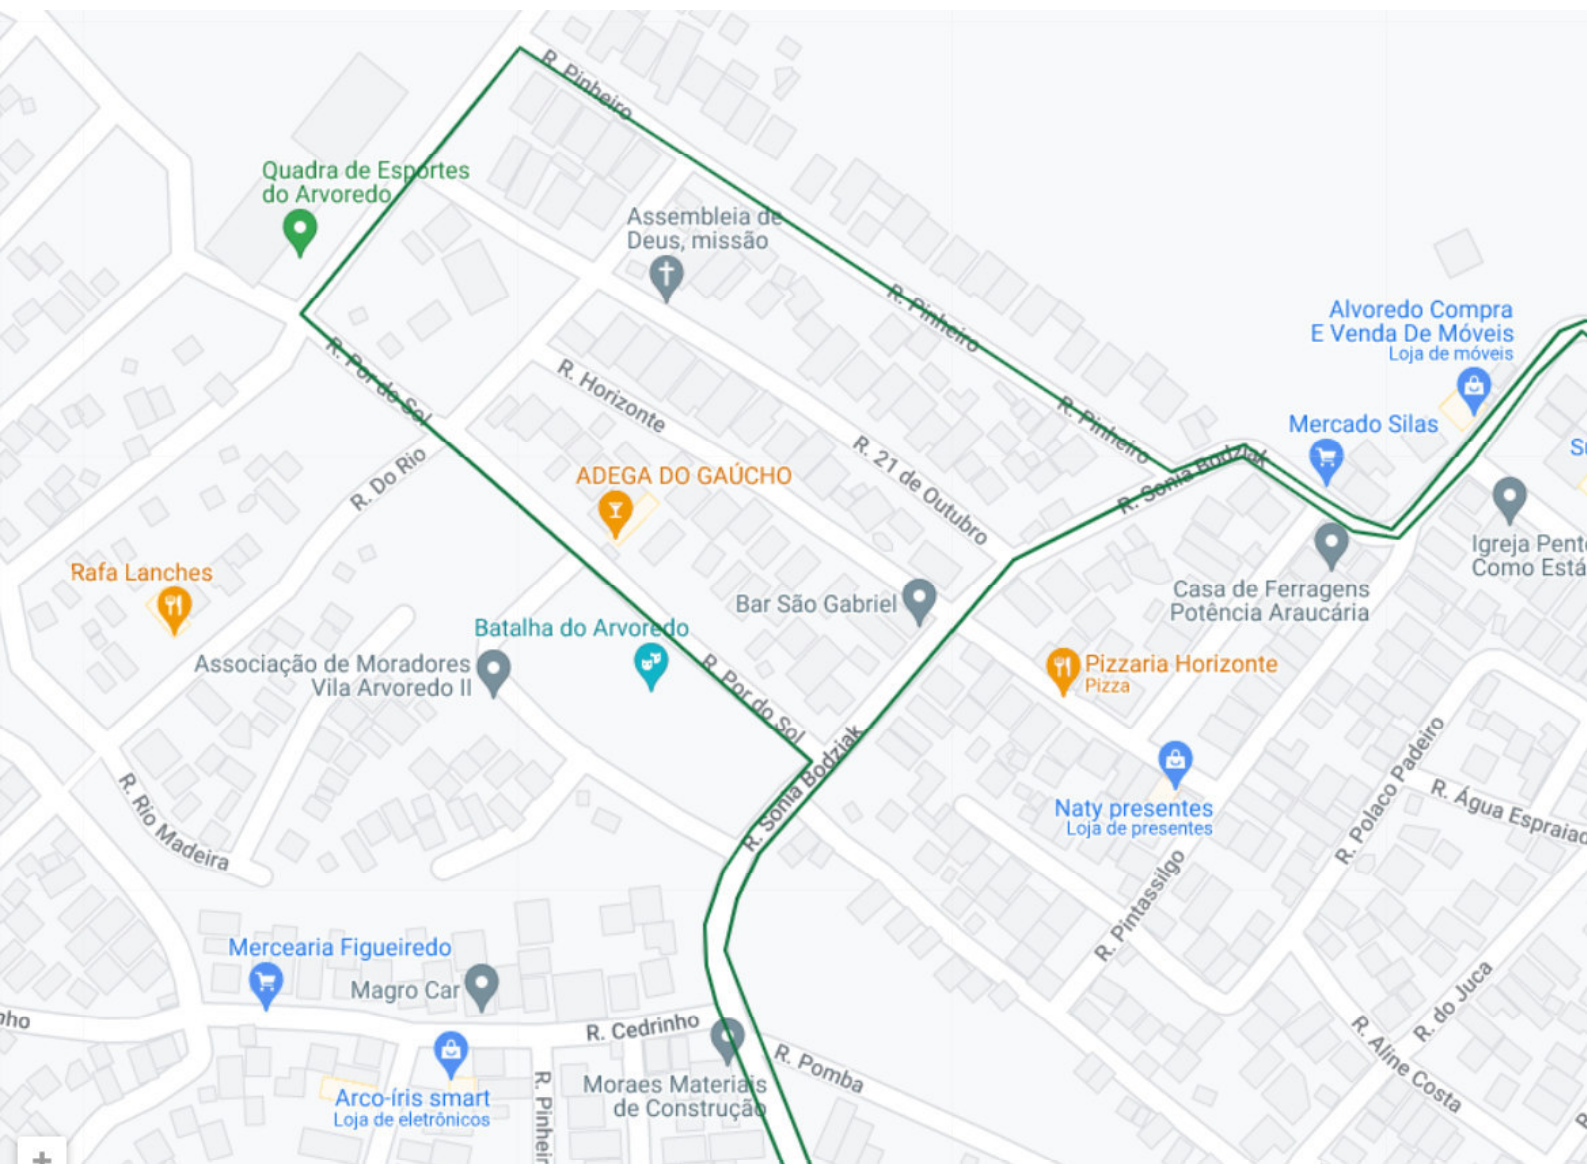 R. Pinheiro
Quadra de Esportes
do Arvoredo
Assembleia de
Deus, missão
R. Pinheiro
Alvoredo Compra
E Venda De Móveis
Loja de móveis
R. Por do Sol
R. Horizonte
R. Pinheiro
Mercado Silas
R. Sonia Bodziak
R. 21 de Outubro
R. Do Rio
ADEGA DO GAÚCHO
Igreja Pent
Como Está
Rafa Lanches
Casa de Ferragens
Potência Araucária
Bar São Gabriel
Batalha do Arvoredo
Associação de Moradores
Vila Arvoredo II
R. Por do Sol
Pizzaria Horizonte
Pizza
R. Sonia Bodziak
R. Polaco Padeiro
R. Rio Madeira
Naty presentes
Loja de presentes
R. Água Espraiad
R. Pintassilgo
Mercearia Figueiredo
Magro Car
R. do Juca
nho
R. Cedrinho
R. Pomba
R. Aline Costa
Moraes Materiais
de Construção
Arco-íris smart
Loja de eletrônicos
R. Pinheir
+